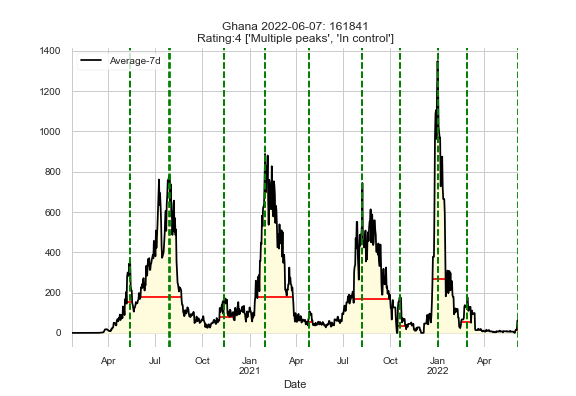 Ghana 2022-06-07: 161841
Rating:4 ['Multiple peaks', 'In control']
Average-7d
1400
1200
1000
800
600
400
200
0
Apr Jul Oct Jan Apr Jul Oct Jan Apr
2021 2022
Date